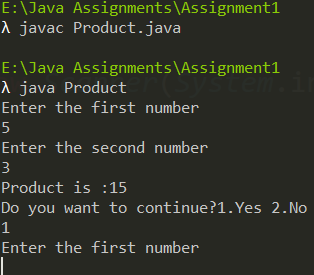 E:\Java Assignments\Assignment1
λ javac Product.java
E:\Java Assignments\Assignment1
λ java Product
Enter the first number
5
Enter the second number
3
Product is :15
Do you want to continue?1.Yes 2.No
1
Enter the first number